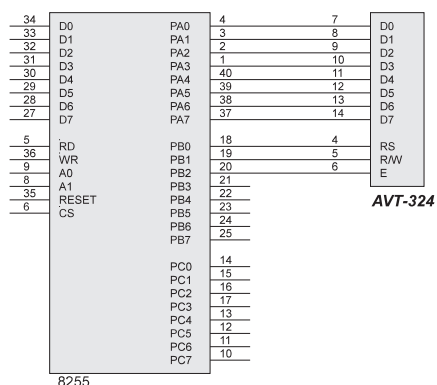 34 D0 PA0 4 7 D0
33 D1 PA1 3 8 D1
32 D2 PA2 2 9 D2
31 D3 PA3 1 10 D3
30 D4 PA4 40 11 D4
29 D5 PA5 39 12 D5
28 D6 PA6 38 13 D6
27 D7 PA7 37 14 D7
5 RD PB0 18 4 RS
36 WR PB1 19 5 R/W
9 A0 PB2 20 6 E
8 A1 PB3 21
35 RESET PB4 22
6 CS PB5 23
PB6 24
PB7 25
AVT-324
PC0 14
PC1 15
PC2 16
PC3 17
PC4 13
PC5 12
PC6 11
PC7 10
8255